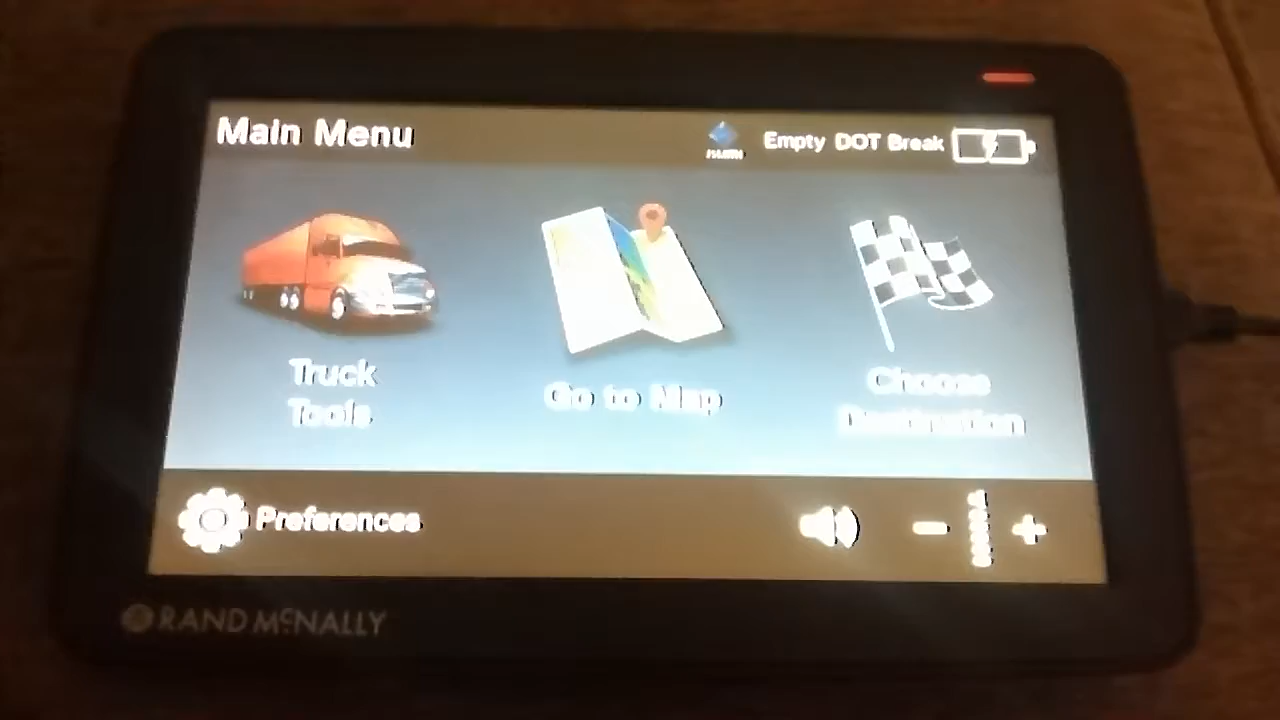 Main Menu
Empty DOT Break
Truck
Tools
Go to Map
Choose
Destination
Preferences
RAND McNALLY